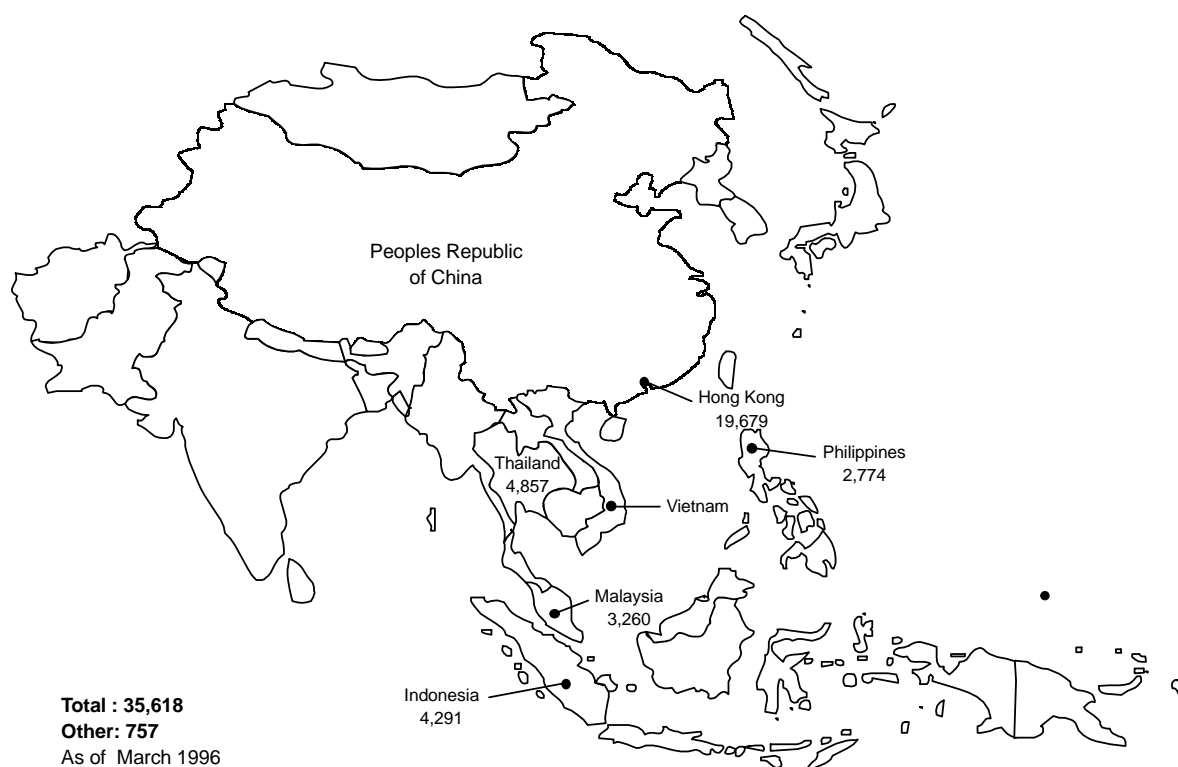 Peoples Republic
of China
Hong Kong
19,679
Philippines
2,774
Thailand
4,857
Vietnam
Malaysia
3,260
Indonesia
4,291
Total : 35,618
Other: 757
As of  March 1996